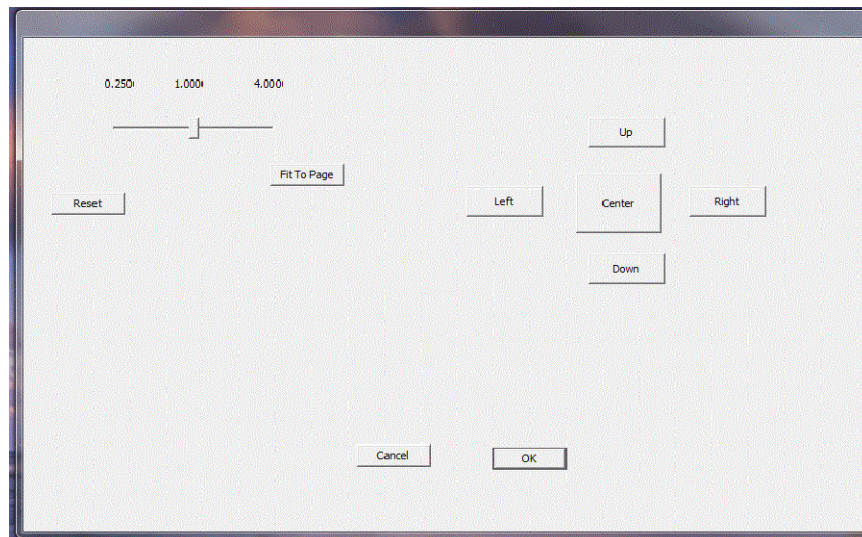 0.250 1.000 4.000
Up
Fit To Page
Reset
Left Center Right
Down
Cancel OK